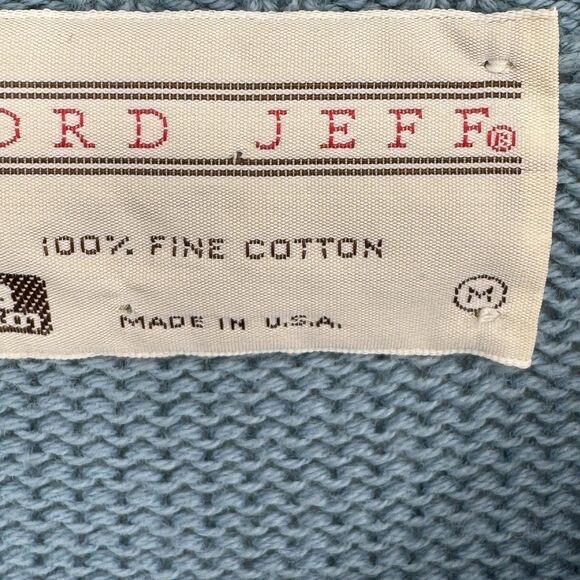 ORD JEFF®
100% FINE COTTON
M
MADE IN U.S.A.